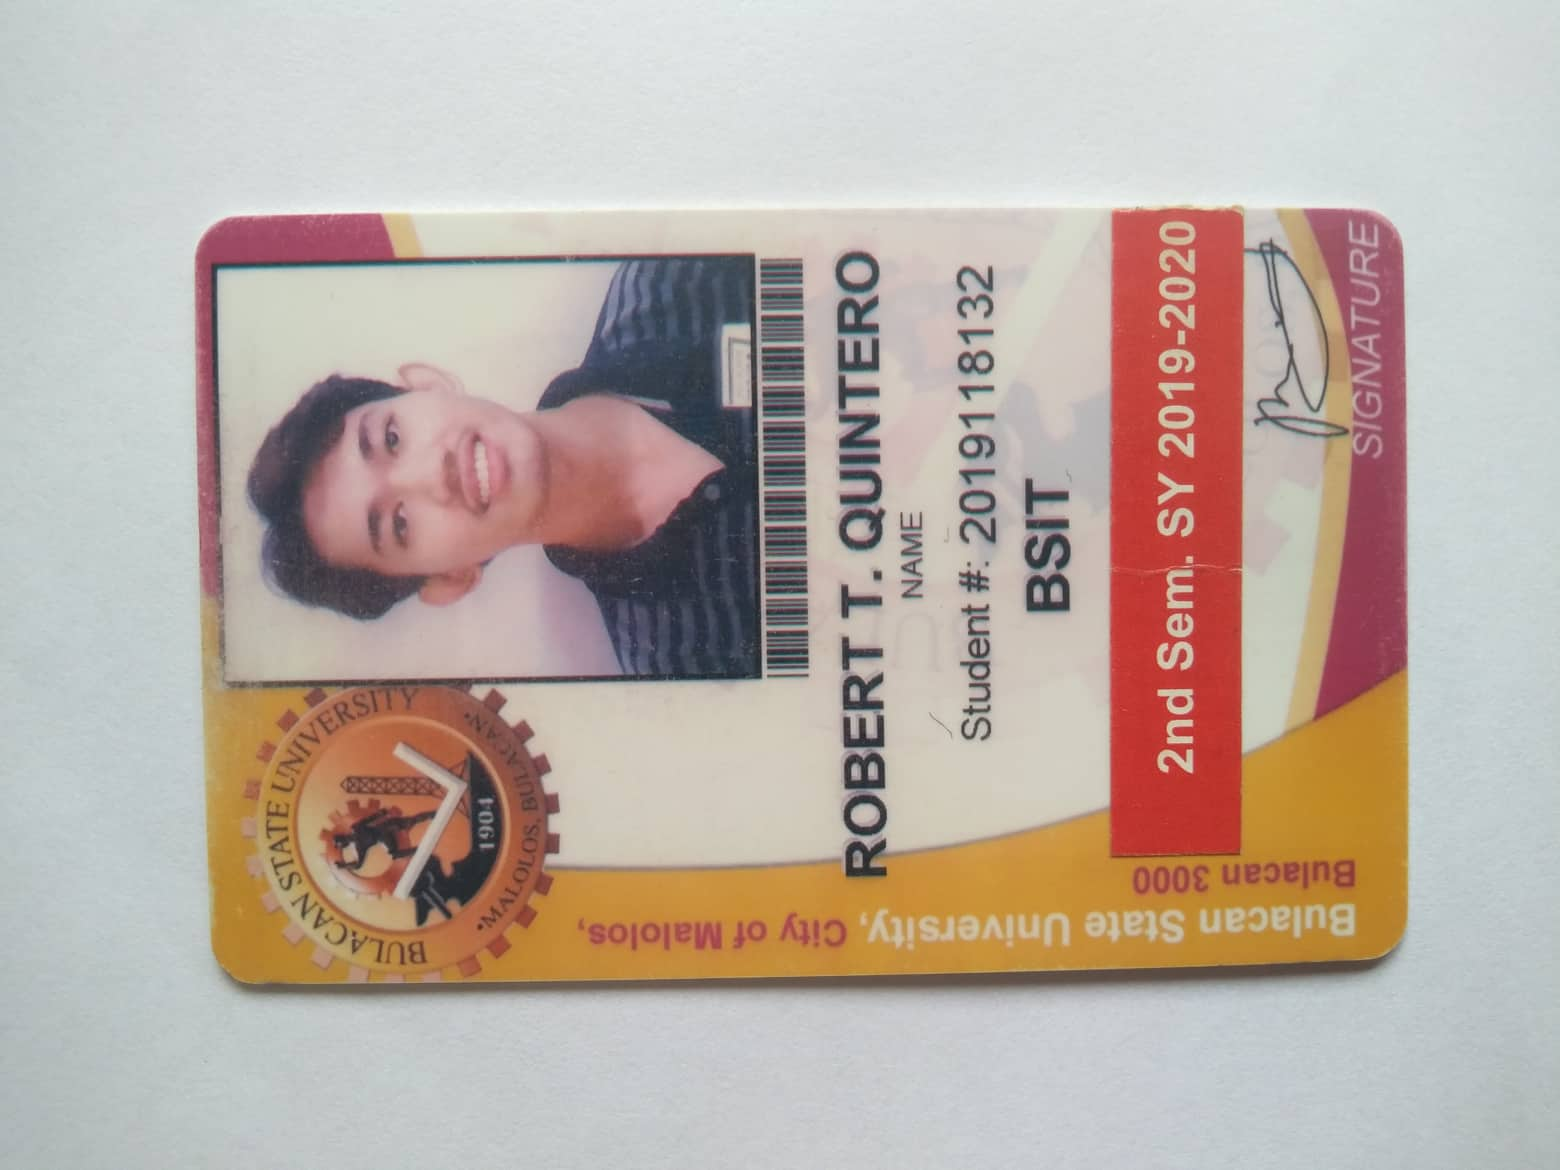 BULACAN STATE UNIVERSITY
•MALOLOS, BULACAN•
1904
ROBERT T. QUINTERO
NAME
Student #: 2019118132
BSIT
2nd Sem. SY 2019-2020
SIGNATURE
Bulacan State University, City of Malolos,
Bulacan 3000